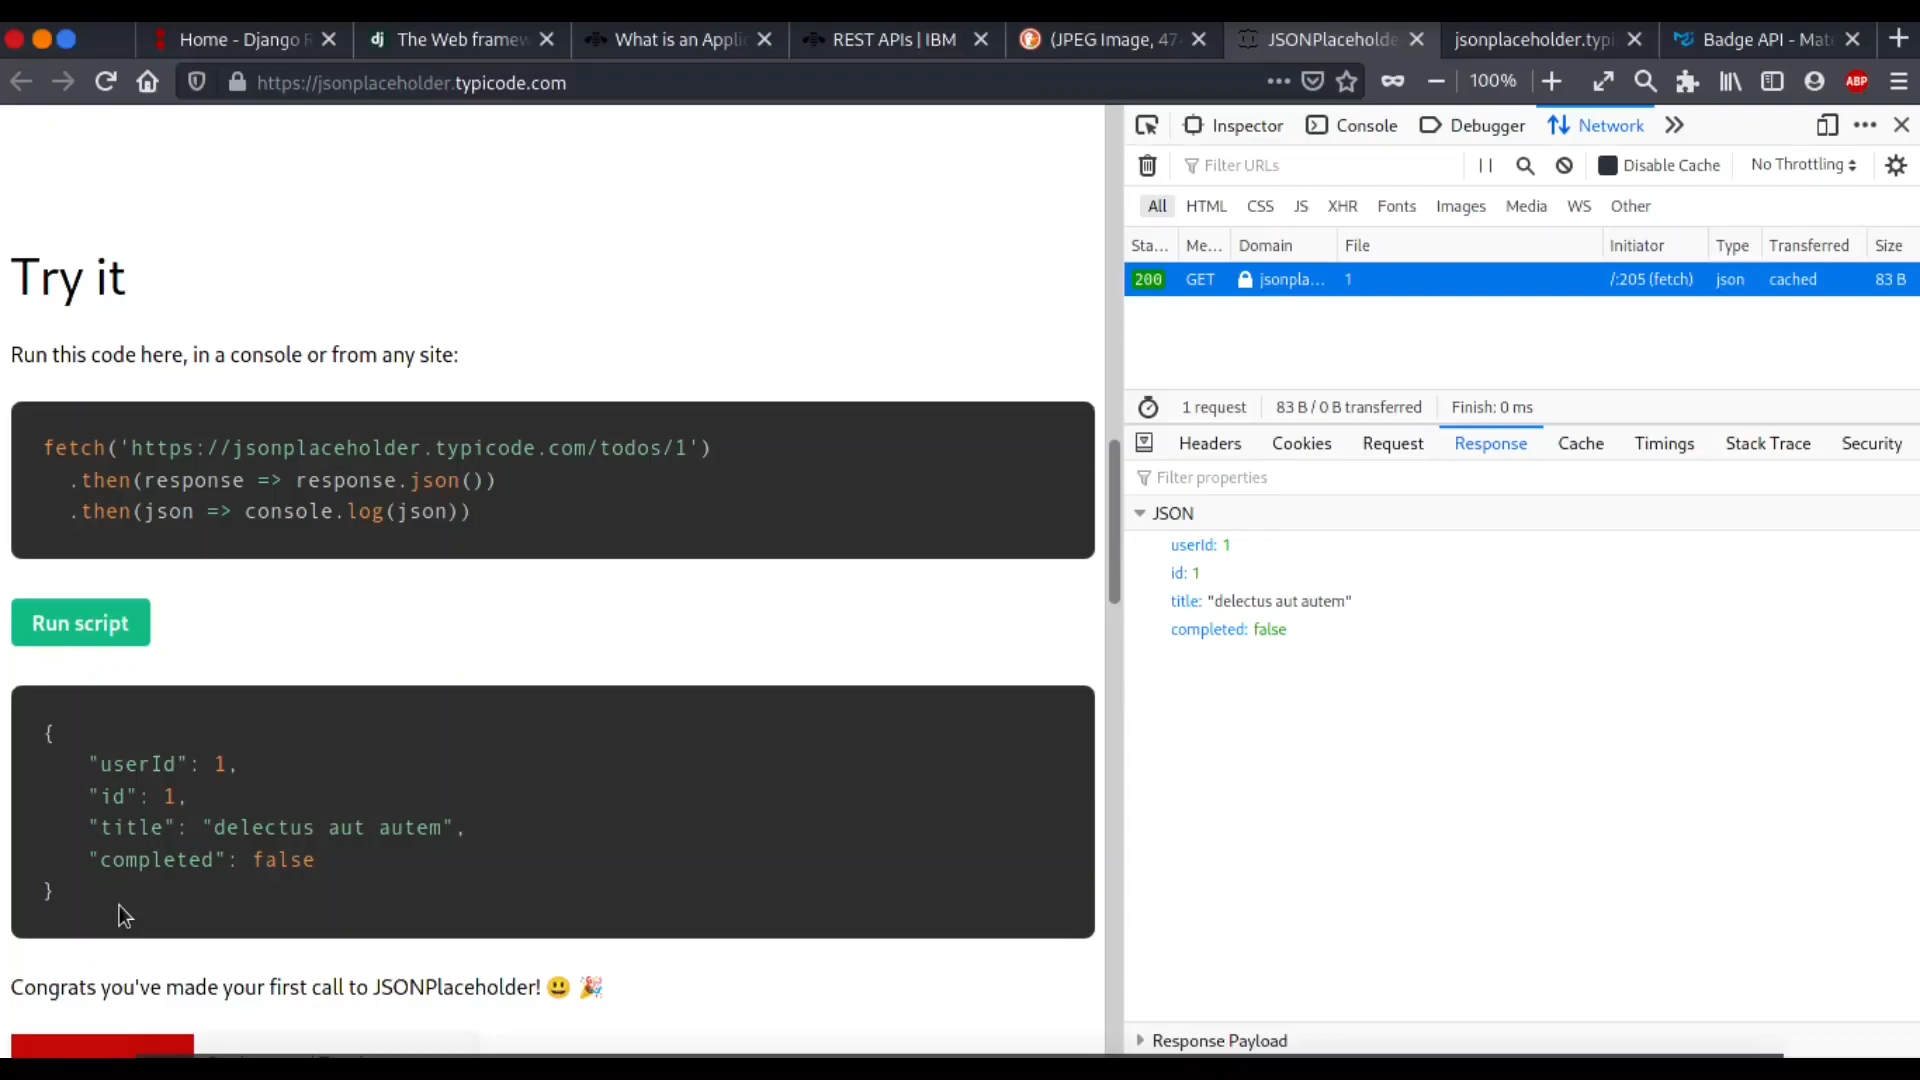 Home - Django R
dj The Web framew
What is an Applic
REST APIs | IBM
(JPEG Image, 47
JSONPlaceholde
jsonplaceholder.typi
Badge API - Mate
https://jsonplaceholder.typicode.com
100%
ABP
Try it
Run this code here, in a console or from any site:
fetch('https://jsonplaceholder.typicode.com/todos/1')
.then(response => response.json())
.then(json => console.log(json))
Run script
{
"userId": 1,
"id": 1,
"title": "delectus aut autem",
"completed": false
}
Congrats you've made your first call to JSONPlaceholder! 😃 🎉
Inspector Console Debugger Network
Filter URLs Disable Cache No Throttling
All HTML CSS JS XHR Fonts Images Media WS Other
Sta... Me... Domain File Initiator Type Transferred Size
200 GET jsonpla... 1 /:205 (fetch) json cached 83 B
1 request 83 B / 0 B transferred Finish: 0 ms
Headers Cookies Request Response Cache Timings Stack Trace Security
Filter properties
JSON
userId: 1
id: 1
title: "delectus aut autem"
completed: false
Response Payload